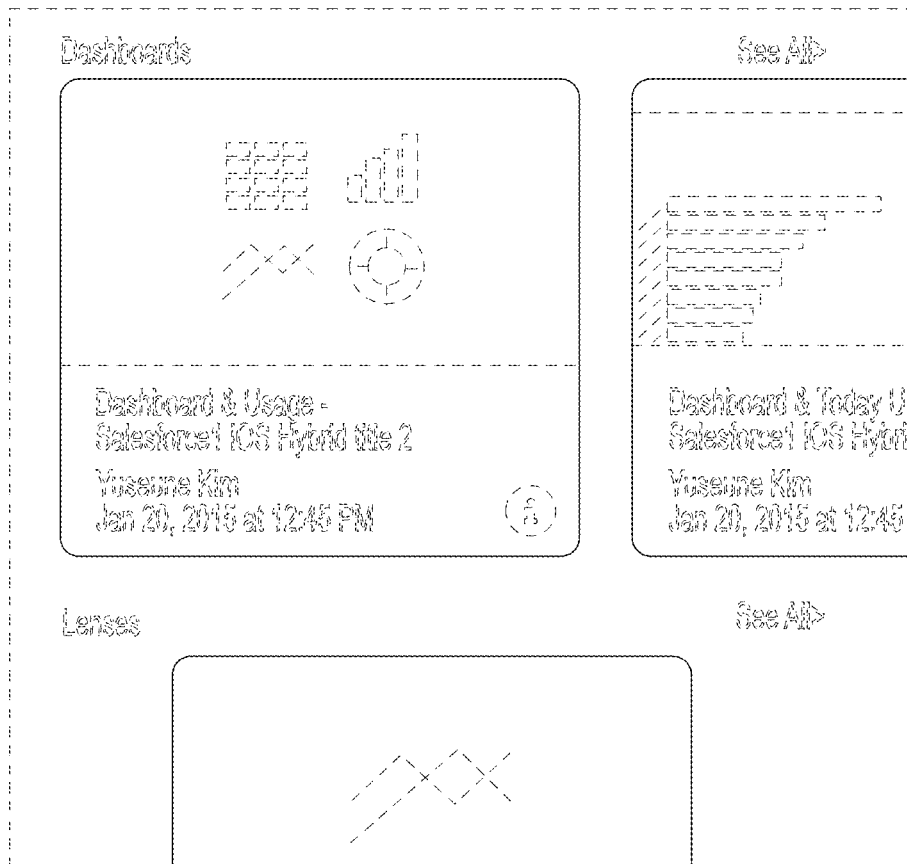 Dashboards
See All>
Dashboard & Usage -
Salesforce1 iOS Hybrid title 2
Yuseune Kim
Jan 20, 2015 at 12:45 PM
Dashboard & Today U
Salesforce1 iOS Hybri
Yuseune Kim
Jan 20, 2015 at 12:45
Lenses
See All>